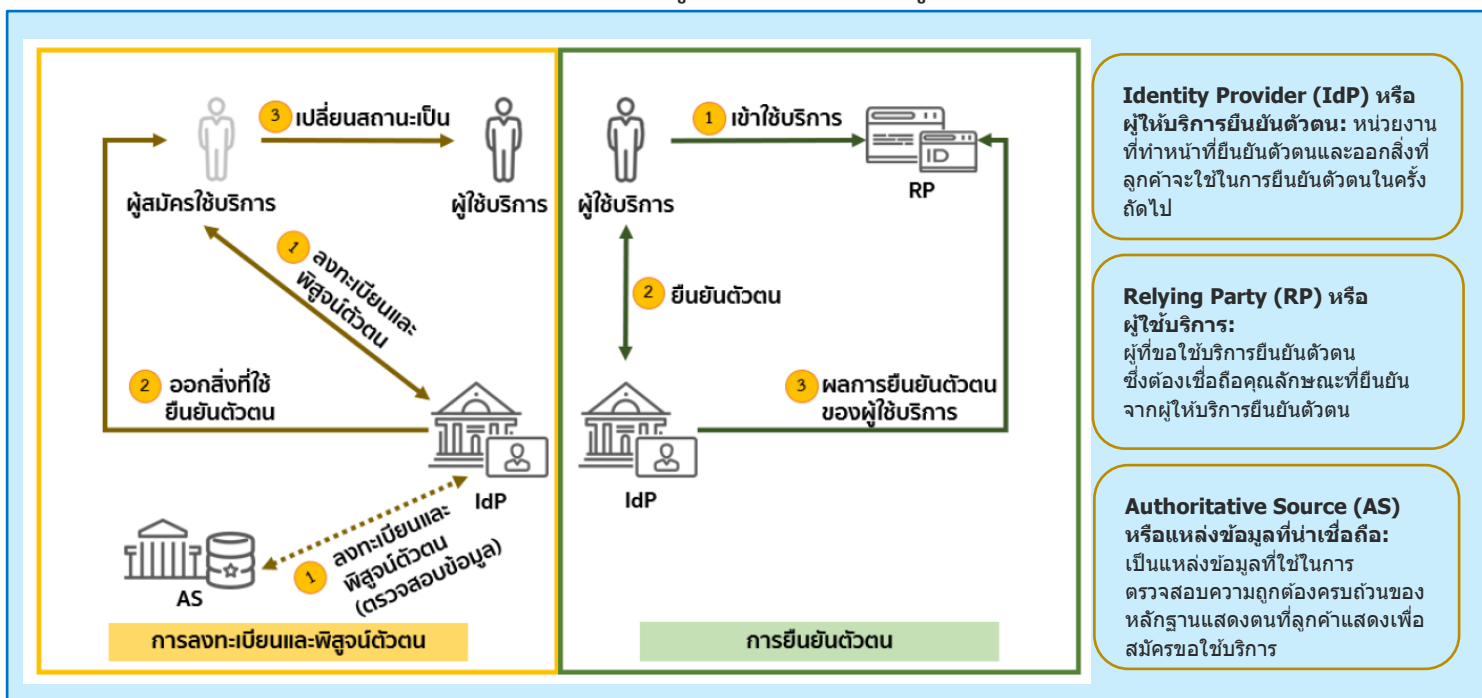 3 เปลี่ยนสถานะเป็น
ผู้สมัครใช้บริการ
ผู้ใช้บริการ
1 ลงทะเบียนและ
พิสูจน์ตัวตน
2 ออกสิ่งที่ใช้
ยืนยันตัวตน
IdP
1 ลงทะเบียนและ
พิสูจน์ตัวตน
(ตรวจสอบข้อมูล)
AS
การลงทะเบียนและพิสูจน์ตัวตน
1 เข้าใช้บริการ
ID
RP
ผู้ใช้บริการ
2 ยืนยันตัวตน
3 ผลการยืนยันตัวตน
ของผู้ใช้บริการ
IdP
การยืนยันตัวตน
Identity Provider (IdP) หรือ
ผู้ให้บริการยืนยันตัวตน: หน่วยงาน
ที่ทำหน้าที่ยืนยันตัวตนและออกสิ่งที่
ลูกค้าจะใช้ในการยืนยันตัวตนในครั้ง
ถัดไป
Relying Party (RP) หรือ
ผู้ใช้บริการ:
ผู้ที่ขอใช้บริการยืนยันตัวตน
ซึ่งต้องเชื่อถือคุณลักษณะที่ยืนยัน
จากผู้ให้บริการยืนยันตัวตน
Authoritative Source (AS)
หรือแหล่งข้อมูลที่น่าเชื่อถือ:
เป็นแหล่งข้อมูลที่ใช้ในการ
ตรวจสอบความถูกต้องครบถ้วนของ
หลักฐานแสดงตนที่ลูกค้าแสดงเพื่อ
สมัครขอใช้บริการ